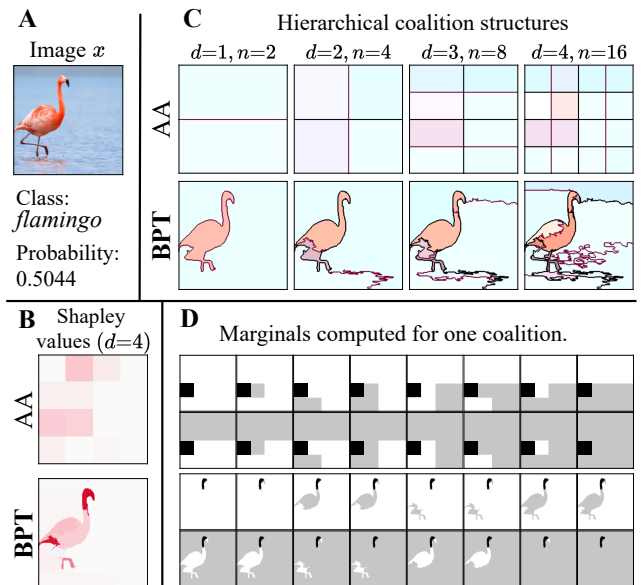 A
Image x
Class:
flamingo
Probability:
0.5044
C
Hierarchical coalition structures
d=1, n=2
d=2, n=4
d=3, n=8
d=4, n=16
AA
BPT
B
Shapley
values (d=4)
AA
BPT
D
Marginals computed for one coalition.